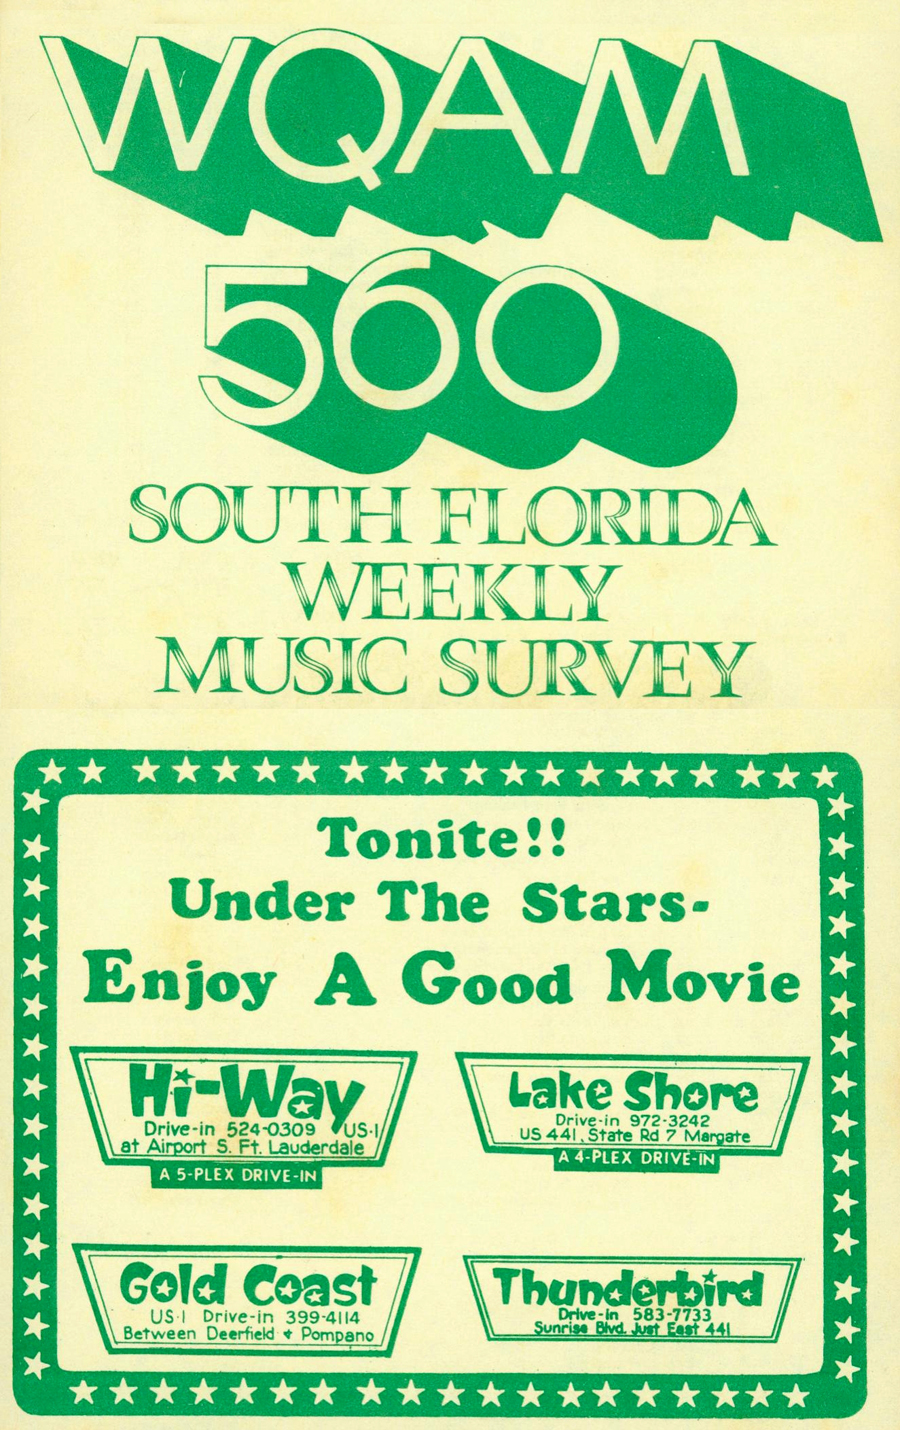 WQAM
560
SOUTH FLORIDA
WEEKLY
MUSIC SURVEY
Tonite!!
Under The Stars-
Enjoy A Good Movie
Hi-Way
Drive-in 524-0309 US-1
at Airport S. Ft. Lauderdale
A 5-PLEX DRIVE-IN
Lake Shore
Drive-in 972-3242
US 441, State Rd 7 Margate
A 4-PLEX DRIVE-IN
Gold Coast
US-1 Drive-in 399-4114
Between Deerfield & Pompano
Thunderbird
Drive-in 583-7733
Sunrise Blvd. Just East 441